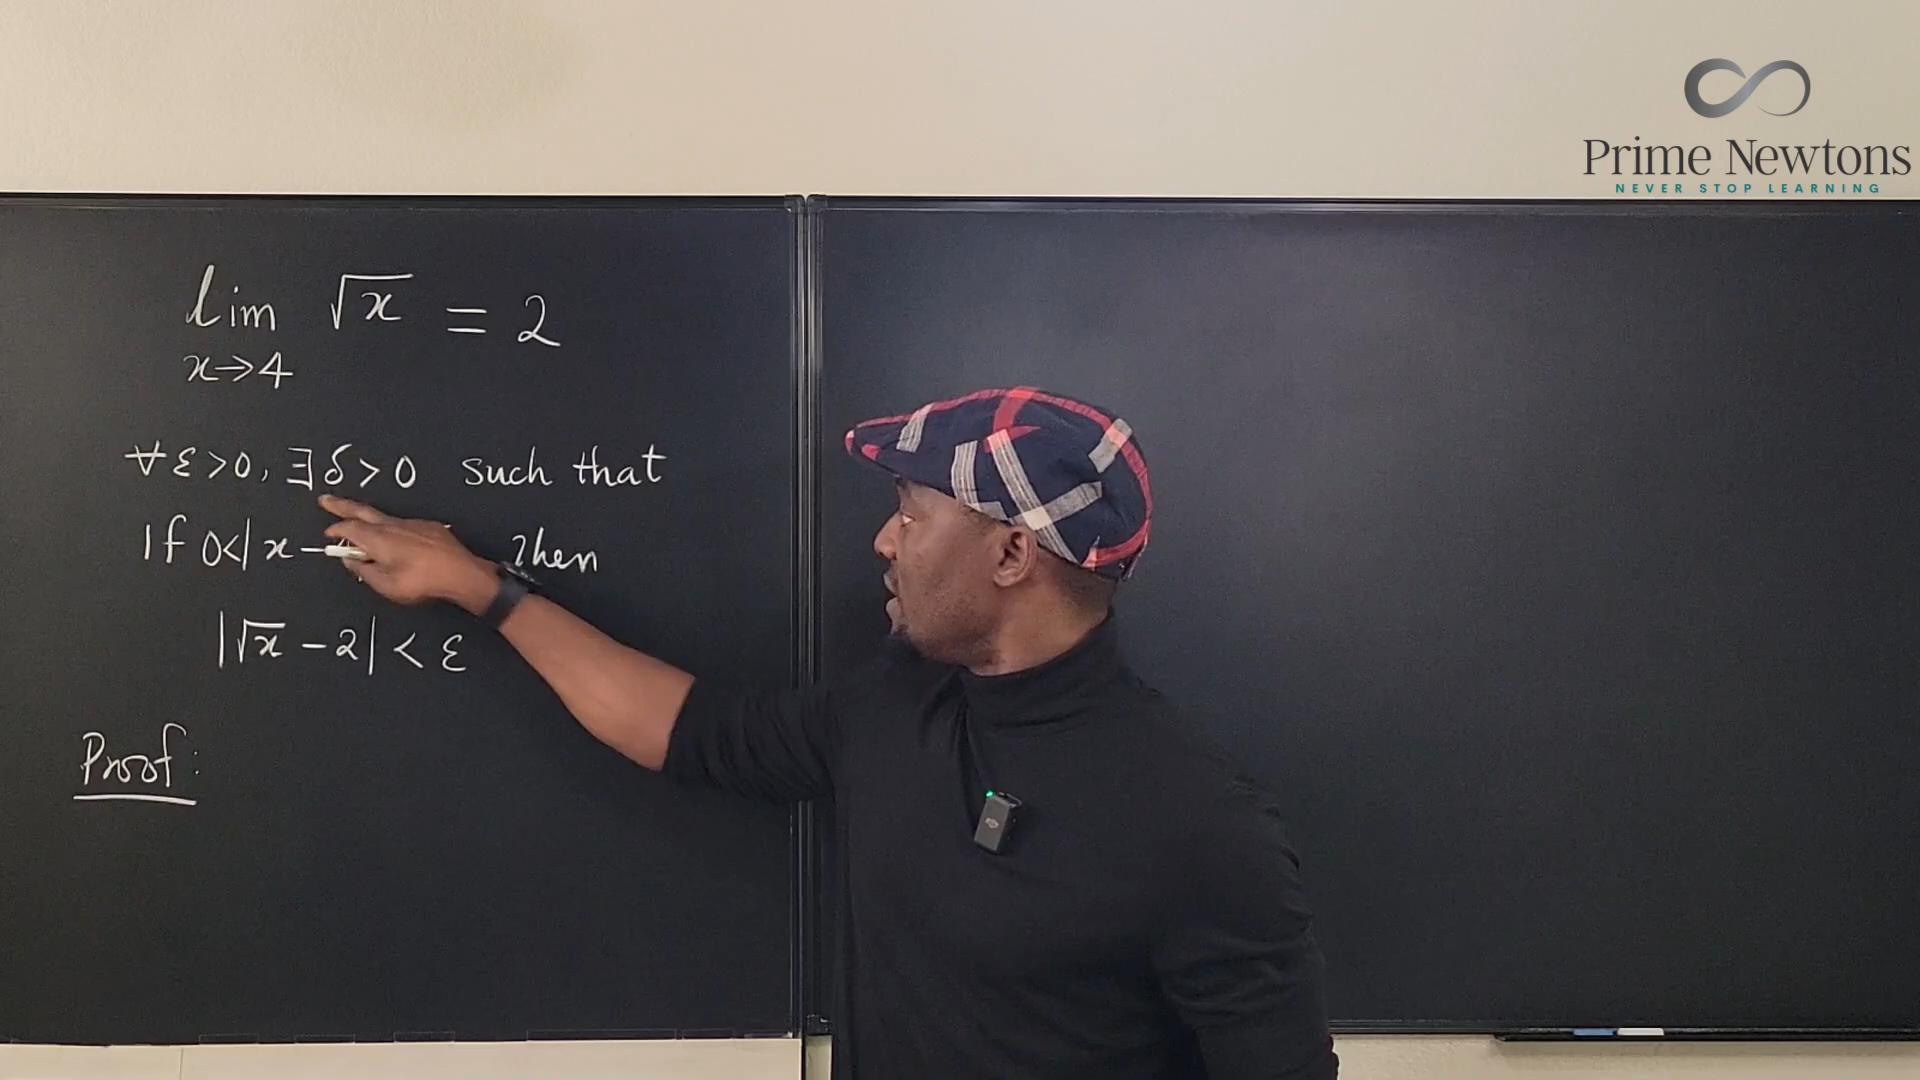 Prime Newtons
NEVER STOP LEARNING
lim √x = 2
x→4
∀ ε > 0, ∃ δ > 0 such that
If 0 < | x − then
|√x − 2| < ε
Proof: